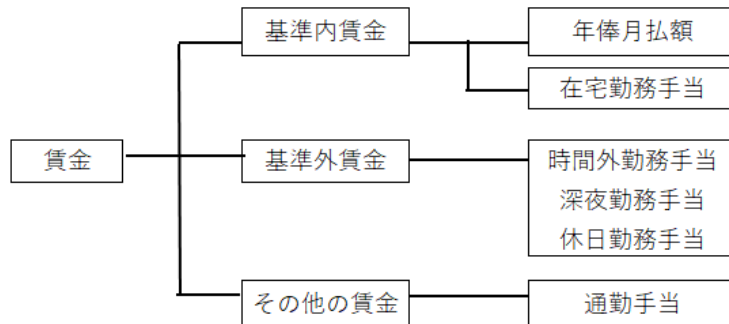 基準内賃金
年俸月払額
在宅勤務手当
賃金
基準外賃金
時間外勤務手当
深夜勤務手当
休日勤務手当
その他の賃金
通勤手当